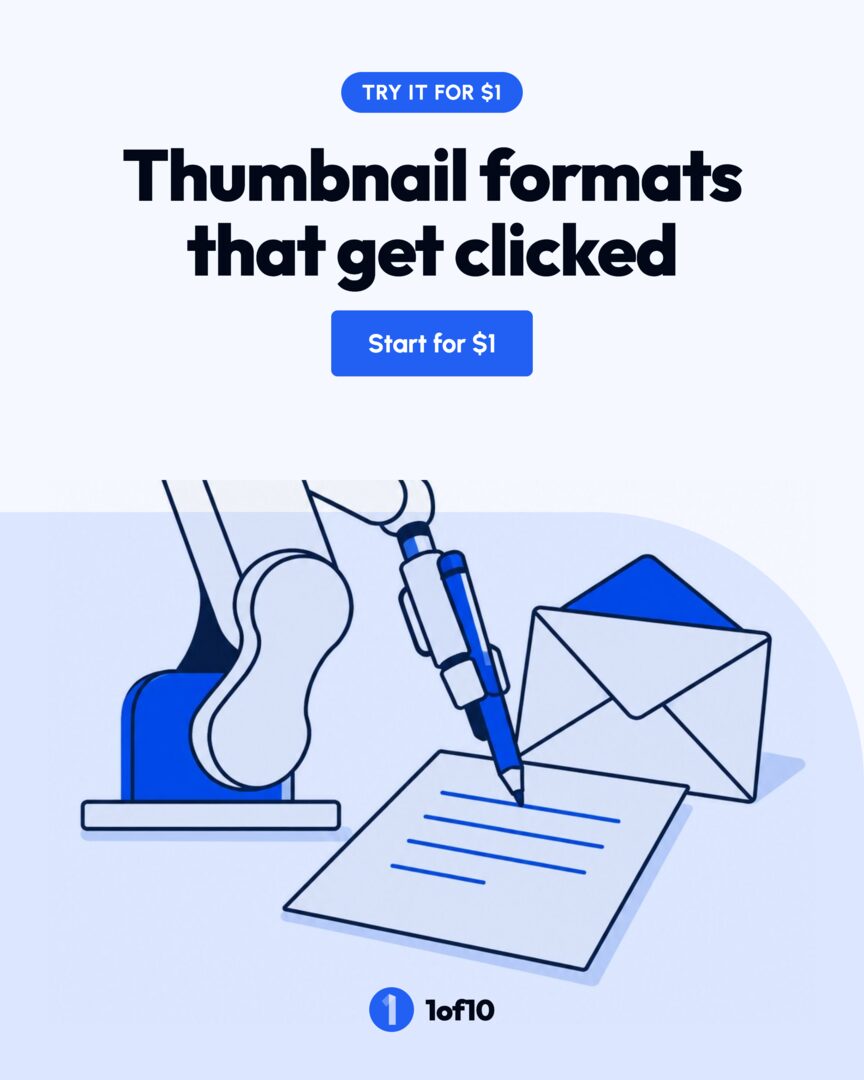 TRY IT FOR $1
Thumbnail formats
that get clicked
Start for $1
1of10